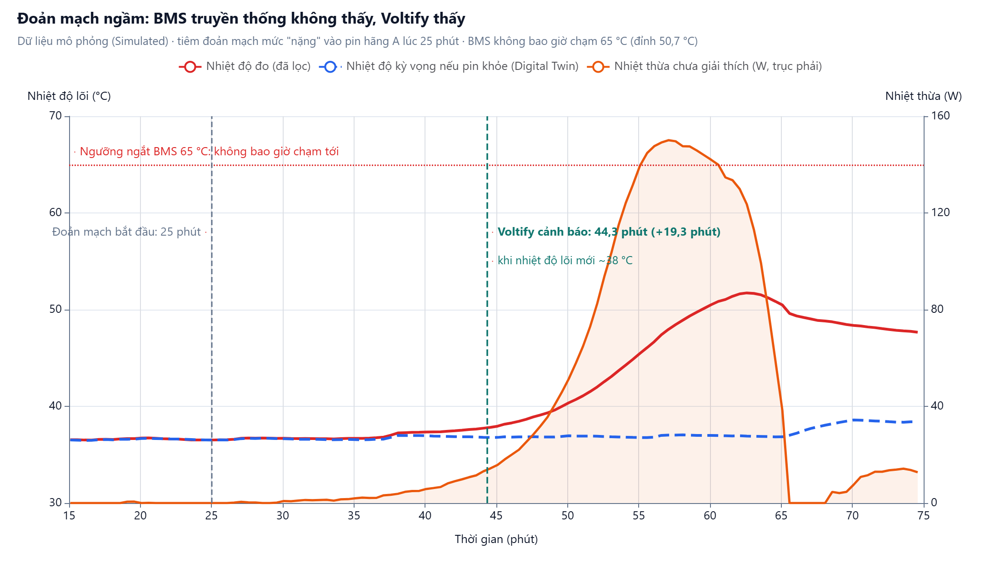 Đoản mạch ngầm: BMS truyền thống không thấy, Voltify thấy
Dữ liệu mô phỏng (Simulated) · tiêm đoản mạch mức "nặng" vào pin hãng A lúc 25 phút · BMS không bao giờ chạm 65 °C (đỉnh 50,7 °C)
Nhiệt độ đo (đã lọc) Nhiệt độ kỳ vọng nếu pin khỏe (Digital Twin) Nhiệt thừa chưa giải thích (W, trục phải)
Nhiệt độ lõi (°C) Nhiệt thừa (W)
70 160
Ngưỡng ngắt BMS 65 °C: không bao giờ chạm tới
60 120
Đoản mạch bắt đầu: 25 phút Voltify cảnh báo: 44,3 phút (+19,3 phút)
khi nhiệt độ lõi mới ~38 °C
50 80
40 40
30 0
15 20 25 30 35 40 45 50 55 60 65 70 75
Thời gian (phút)